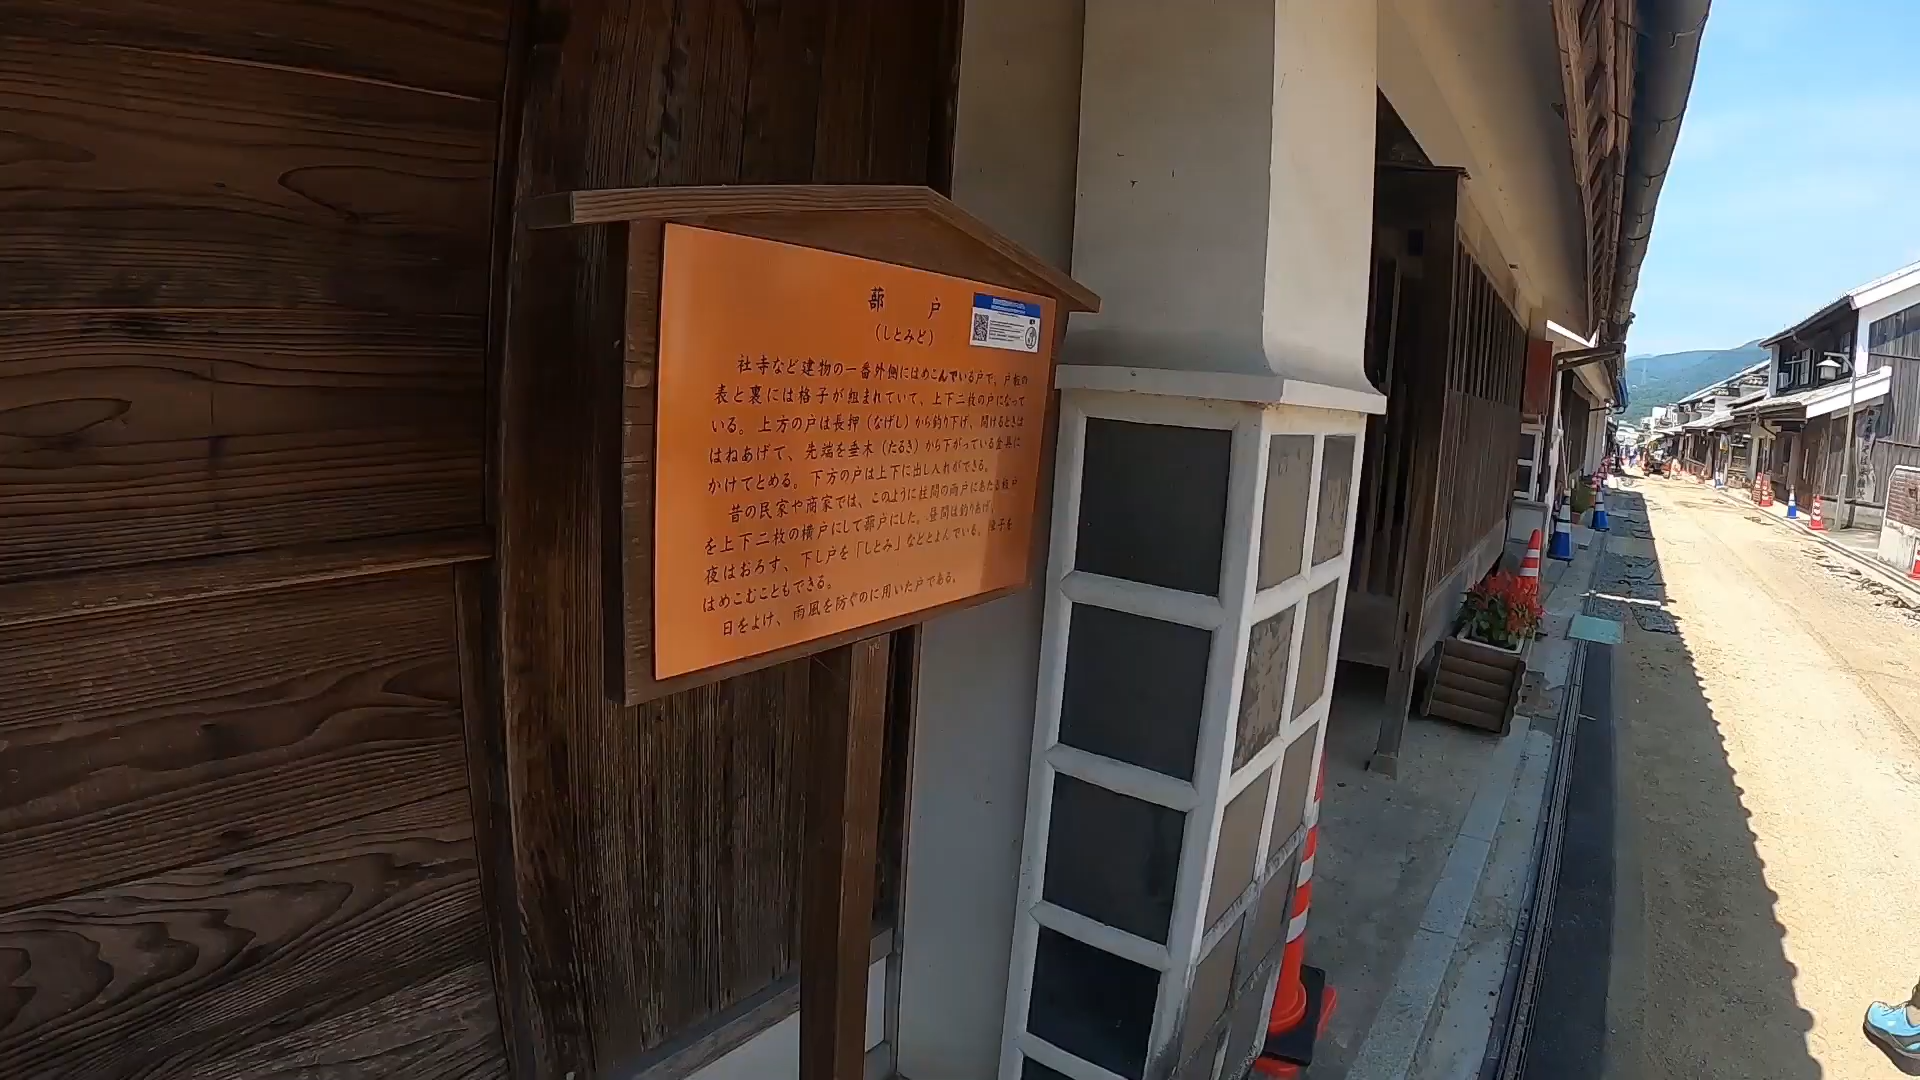 蔀 戸
(しとみど)
社寺など建物の一番外側にはめこんでいる戸で、戸板の
表と裏には格子が組まれていて、上下二枚の戸になって
いる。上方の戸は長押(なげし)から釣り下げ、開けるときは
はねあげて、先端を垂木(たるき)から下がっている金具に
かけてとめる。下方の戸は上下に出し入れができる。
昔の民家や商家では、このように柱間の雨戸にあたる板戸
を上下二枚の横戸にして蔀戸にした。昼間は釣りあげ、
夜はおろす、下し戸を「しとみ」などとよんでいる。障子を
はめこむこともできる。
日をよけ、雨風を防ぐのに用いた戸である。